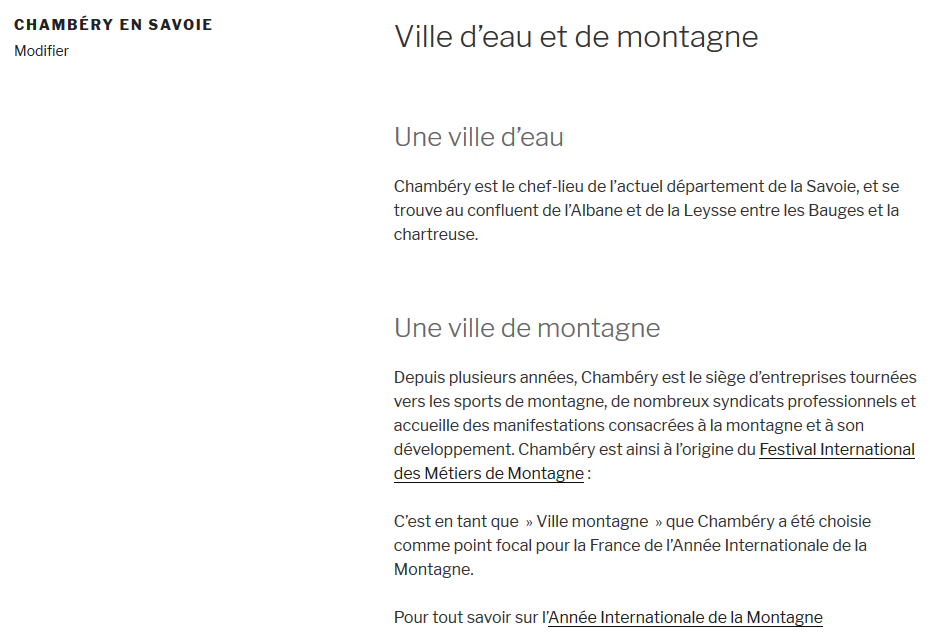 CHAMBÉRY EN SAVOIE
Modifier
Ville d’eau et de montagne
Une ville d’eau
Chambéry est le chef-lieu de l’actuel département de la Savoie, et se
trouve au confluent de l’Albane et de la Leysse entre les Bauges et la
chartreuse.
Une ville de montagne
Depuis plusieurs années, Chambéry est le siège d’entreprises tournées
vers les sports de montagne, de nombreux syndicats professionnels et
accueille des manifestations consacrées à la montagne et à son
développement. Chambéry est ainsi à l’origine du Festival International
des Métiers de Montagne :
C’est en tant que  » Ville montagne  » que Chambéry a été choisie
comme point focal pour la France de l’Année Internationale de la
Montagne.
Pour tout savoir sur l’Année Internationale de la Montagne